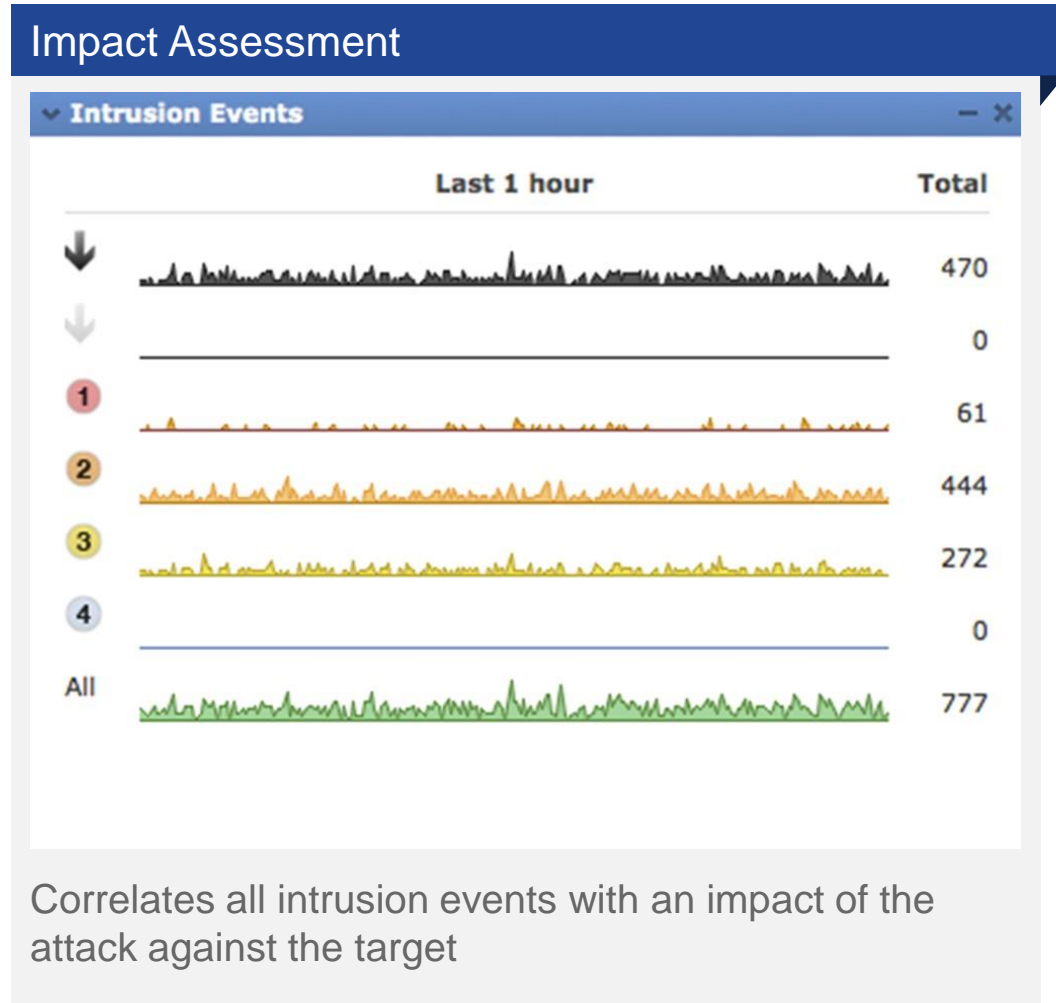 Impact Assessment
Intrusion Events
Last 1 hour Total
470
0
1 61
2 444
3 272
4 0
All 777
Correlates all intrusion events with an impact of the
attack against the target